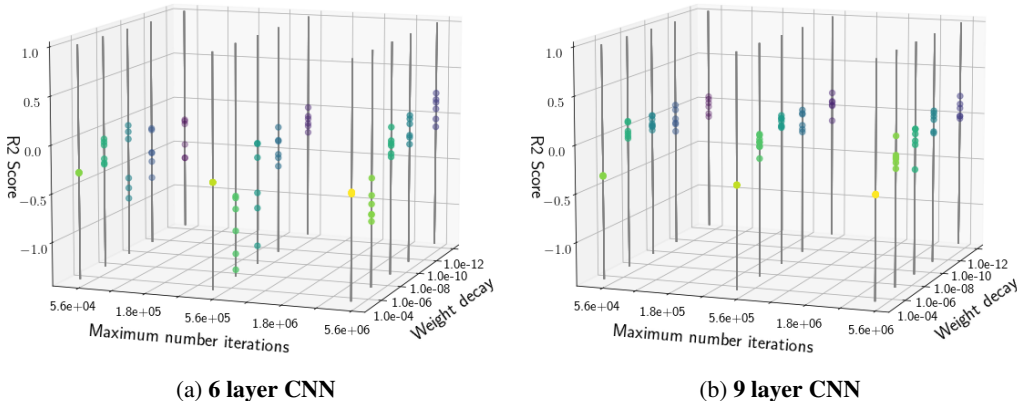 1.0
0.5
0.0
−0.5
−1.0
R2 Score
5.6e+04
1.8e+05
5.6e+05
1.8e+06
5.6e+06
Maximum number iterations
1.0e-12
1.0e-10
1.0e-08
1.0e-06
1.0e-04
Weight decay
(a) 6 layer CNN
1.0
0.5
0.0
−0.5
−1.0
R2 Score
5.6e+04
1.8e+05
5.6e+05
1.8e+06
5.6e+06
Maximum number iterations
1.0e-12
1.0e-10
1.0e-08
1.0e-06
1.0e-04
Weight decay
(b) 9 layer CNN